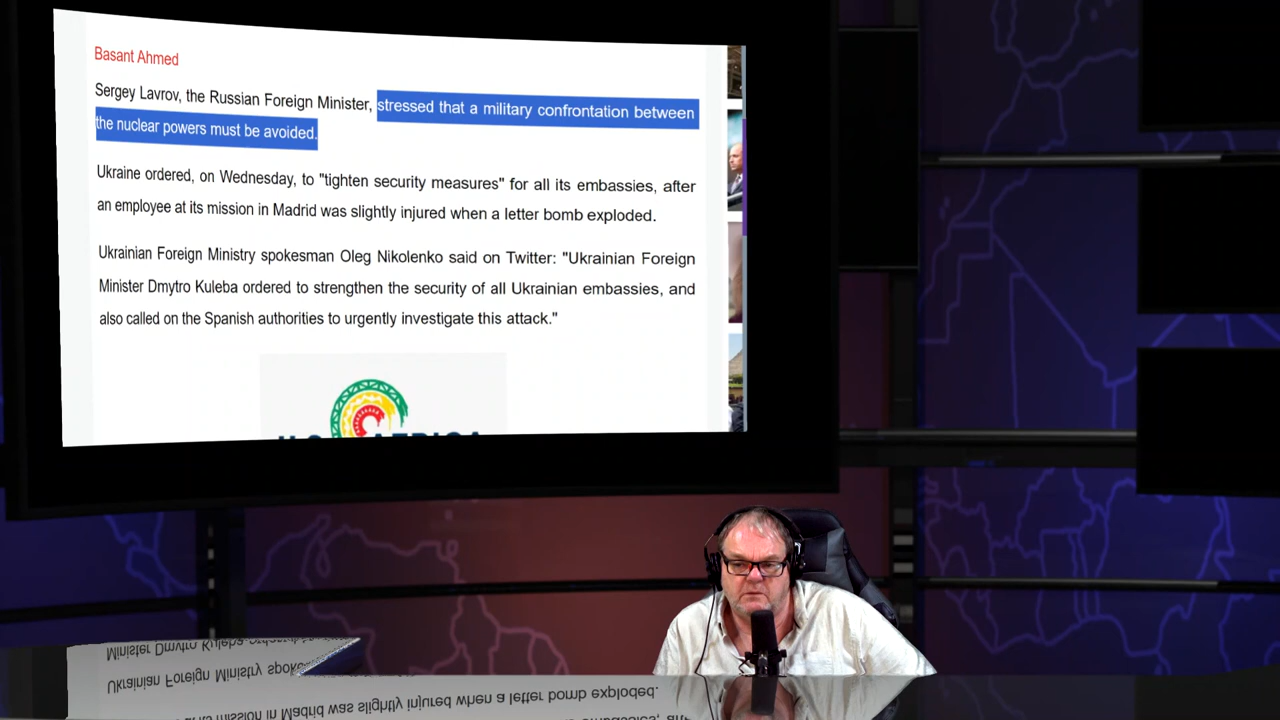 Basant Ahmed
Sergey Lavrov, the Russian Foreign Minister, stressed that a military confrontation between
the nuclear powers must be avoided.
Ukraine ordered, on Wednesday, to "tighten security measures" for all its embassies, after
an employee at its mission in Madrid was slightly injured when a letter bomb exploded.
Ukrainian Foreign Ministry spokesman Oleg Nikolenko said on Twitter: "Ukrainian Foreign
Minister Dmytro Kuleba ordered to strengthen the security of all Ukrainian embassies, and
also called on the Spanish authorities to urgently investigate this attack."